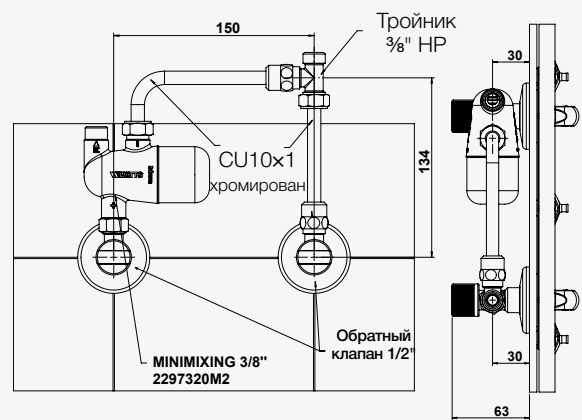 150
Тройник
⅜" НР
30
134
CU10×1
хромирован
WATTS
Обратный
клапан 1/2"
MINIMIXING 3/8"
2297320M2
30
63